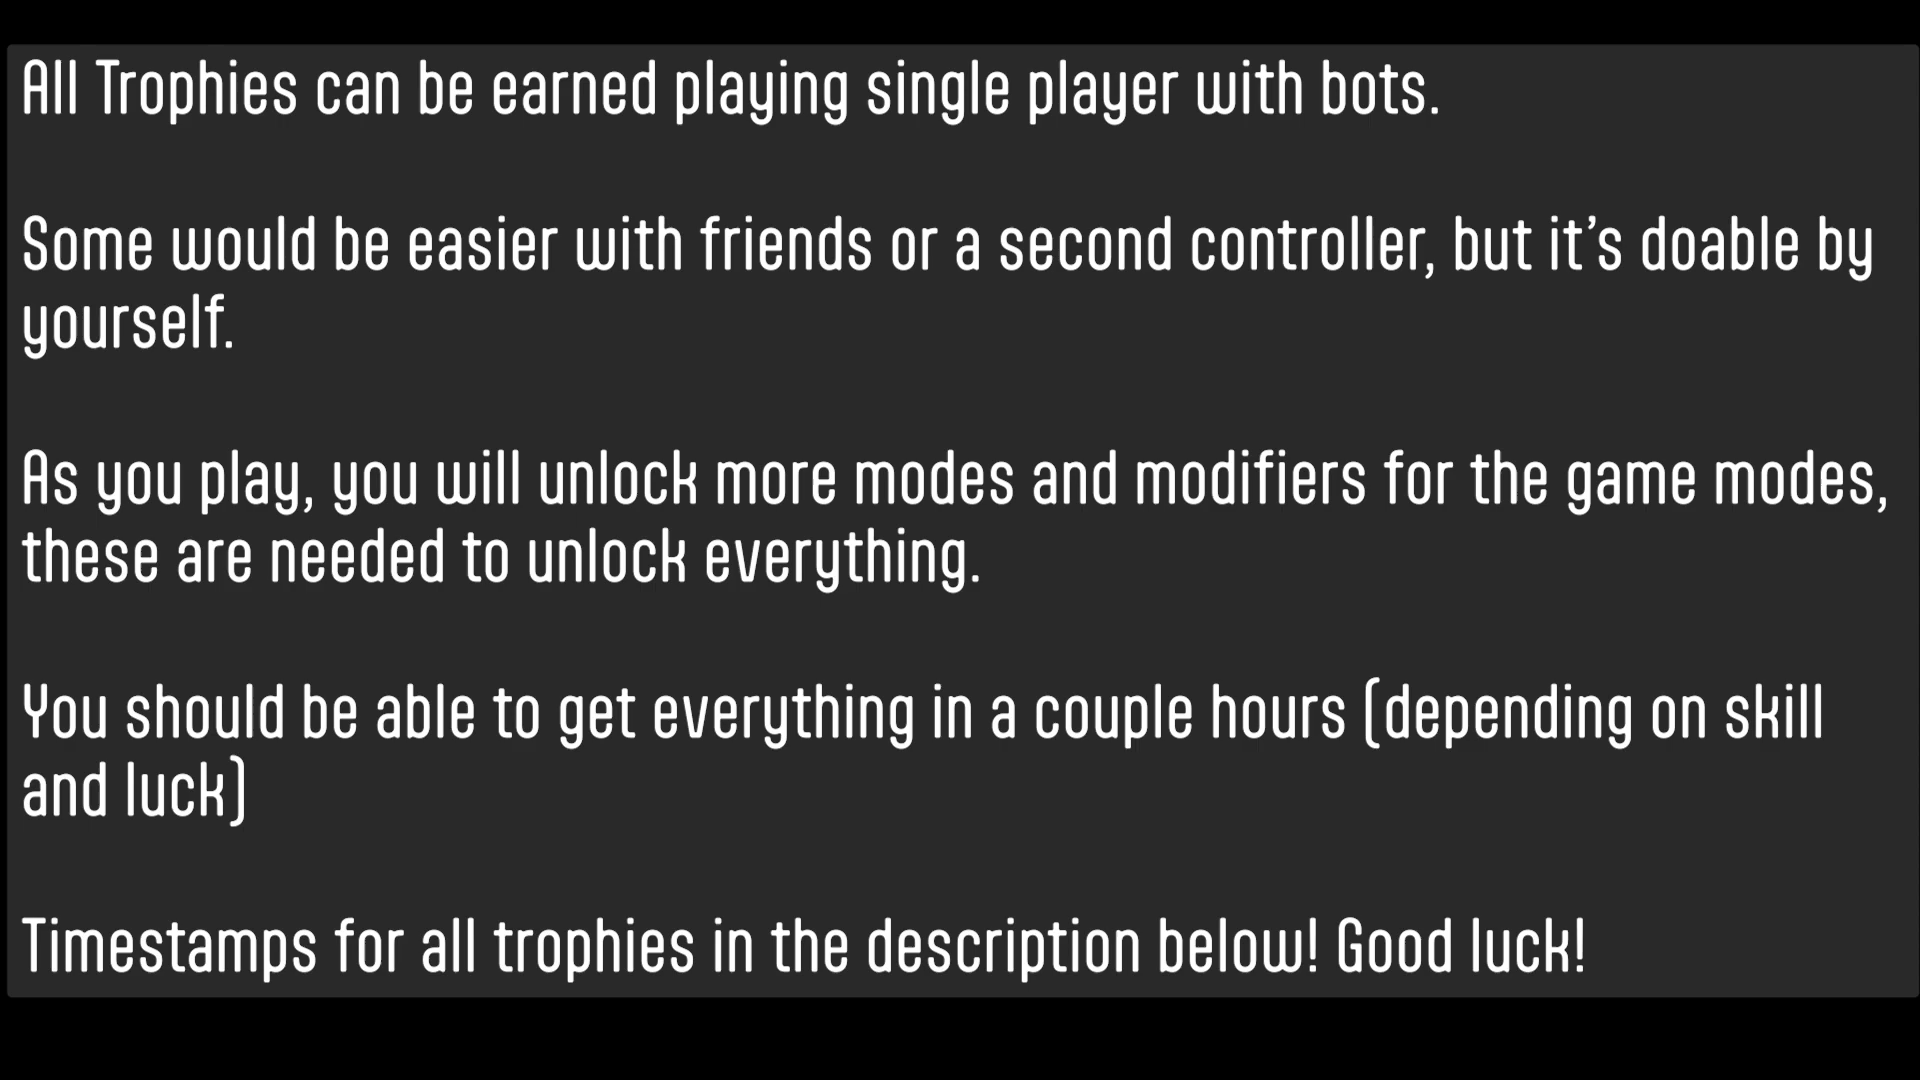 All Trophies can be earned playing single player with bots.
Some would be easier with friends or a second controller, but it’s doable by
yourself.
As you play, you will unlock more modes and modifiers for the game modes,
these are needed to unlock everything.
You should be able to get everything in a couple hours (depending on skill
and luck)
Timestamps for all trophies in the description below! Good luck!